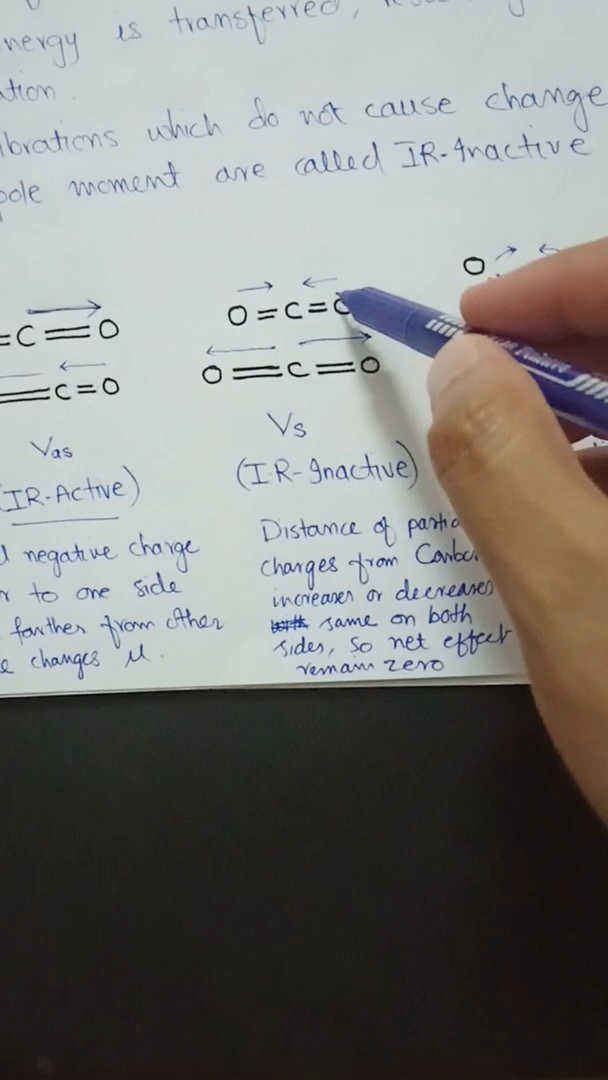 energy is transferred,
ation.
ibrations which do not cause change
pole moment are called IR-Inactive
O
=C=O
O=C=
=C=O
O=C=O
Vas
Vs
(IR-Active)
(IR-Inactive)
negative charge
r to one side
farther from other
e changes μ.
Distance of partia
charges from Carbo
increases or decreases
same on both
sides, so net effect
remain zero